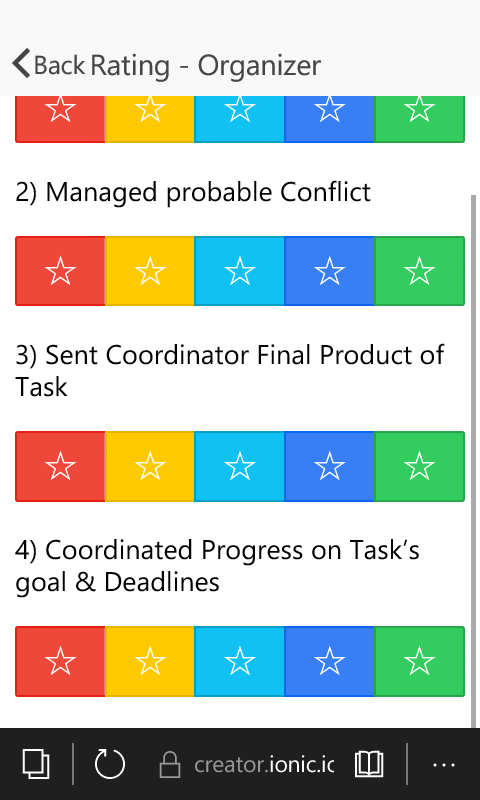 Back Rating - Organizer
2) Managed probable Conflict
3) Sent Coordinator Final Product of
Task
4) Coordinated Progress on Task's
goal & Deadlines
creator.ionic.ic